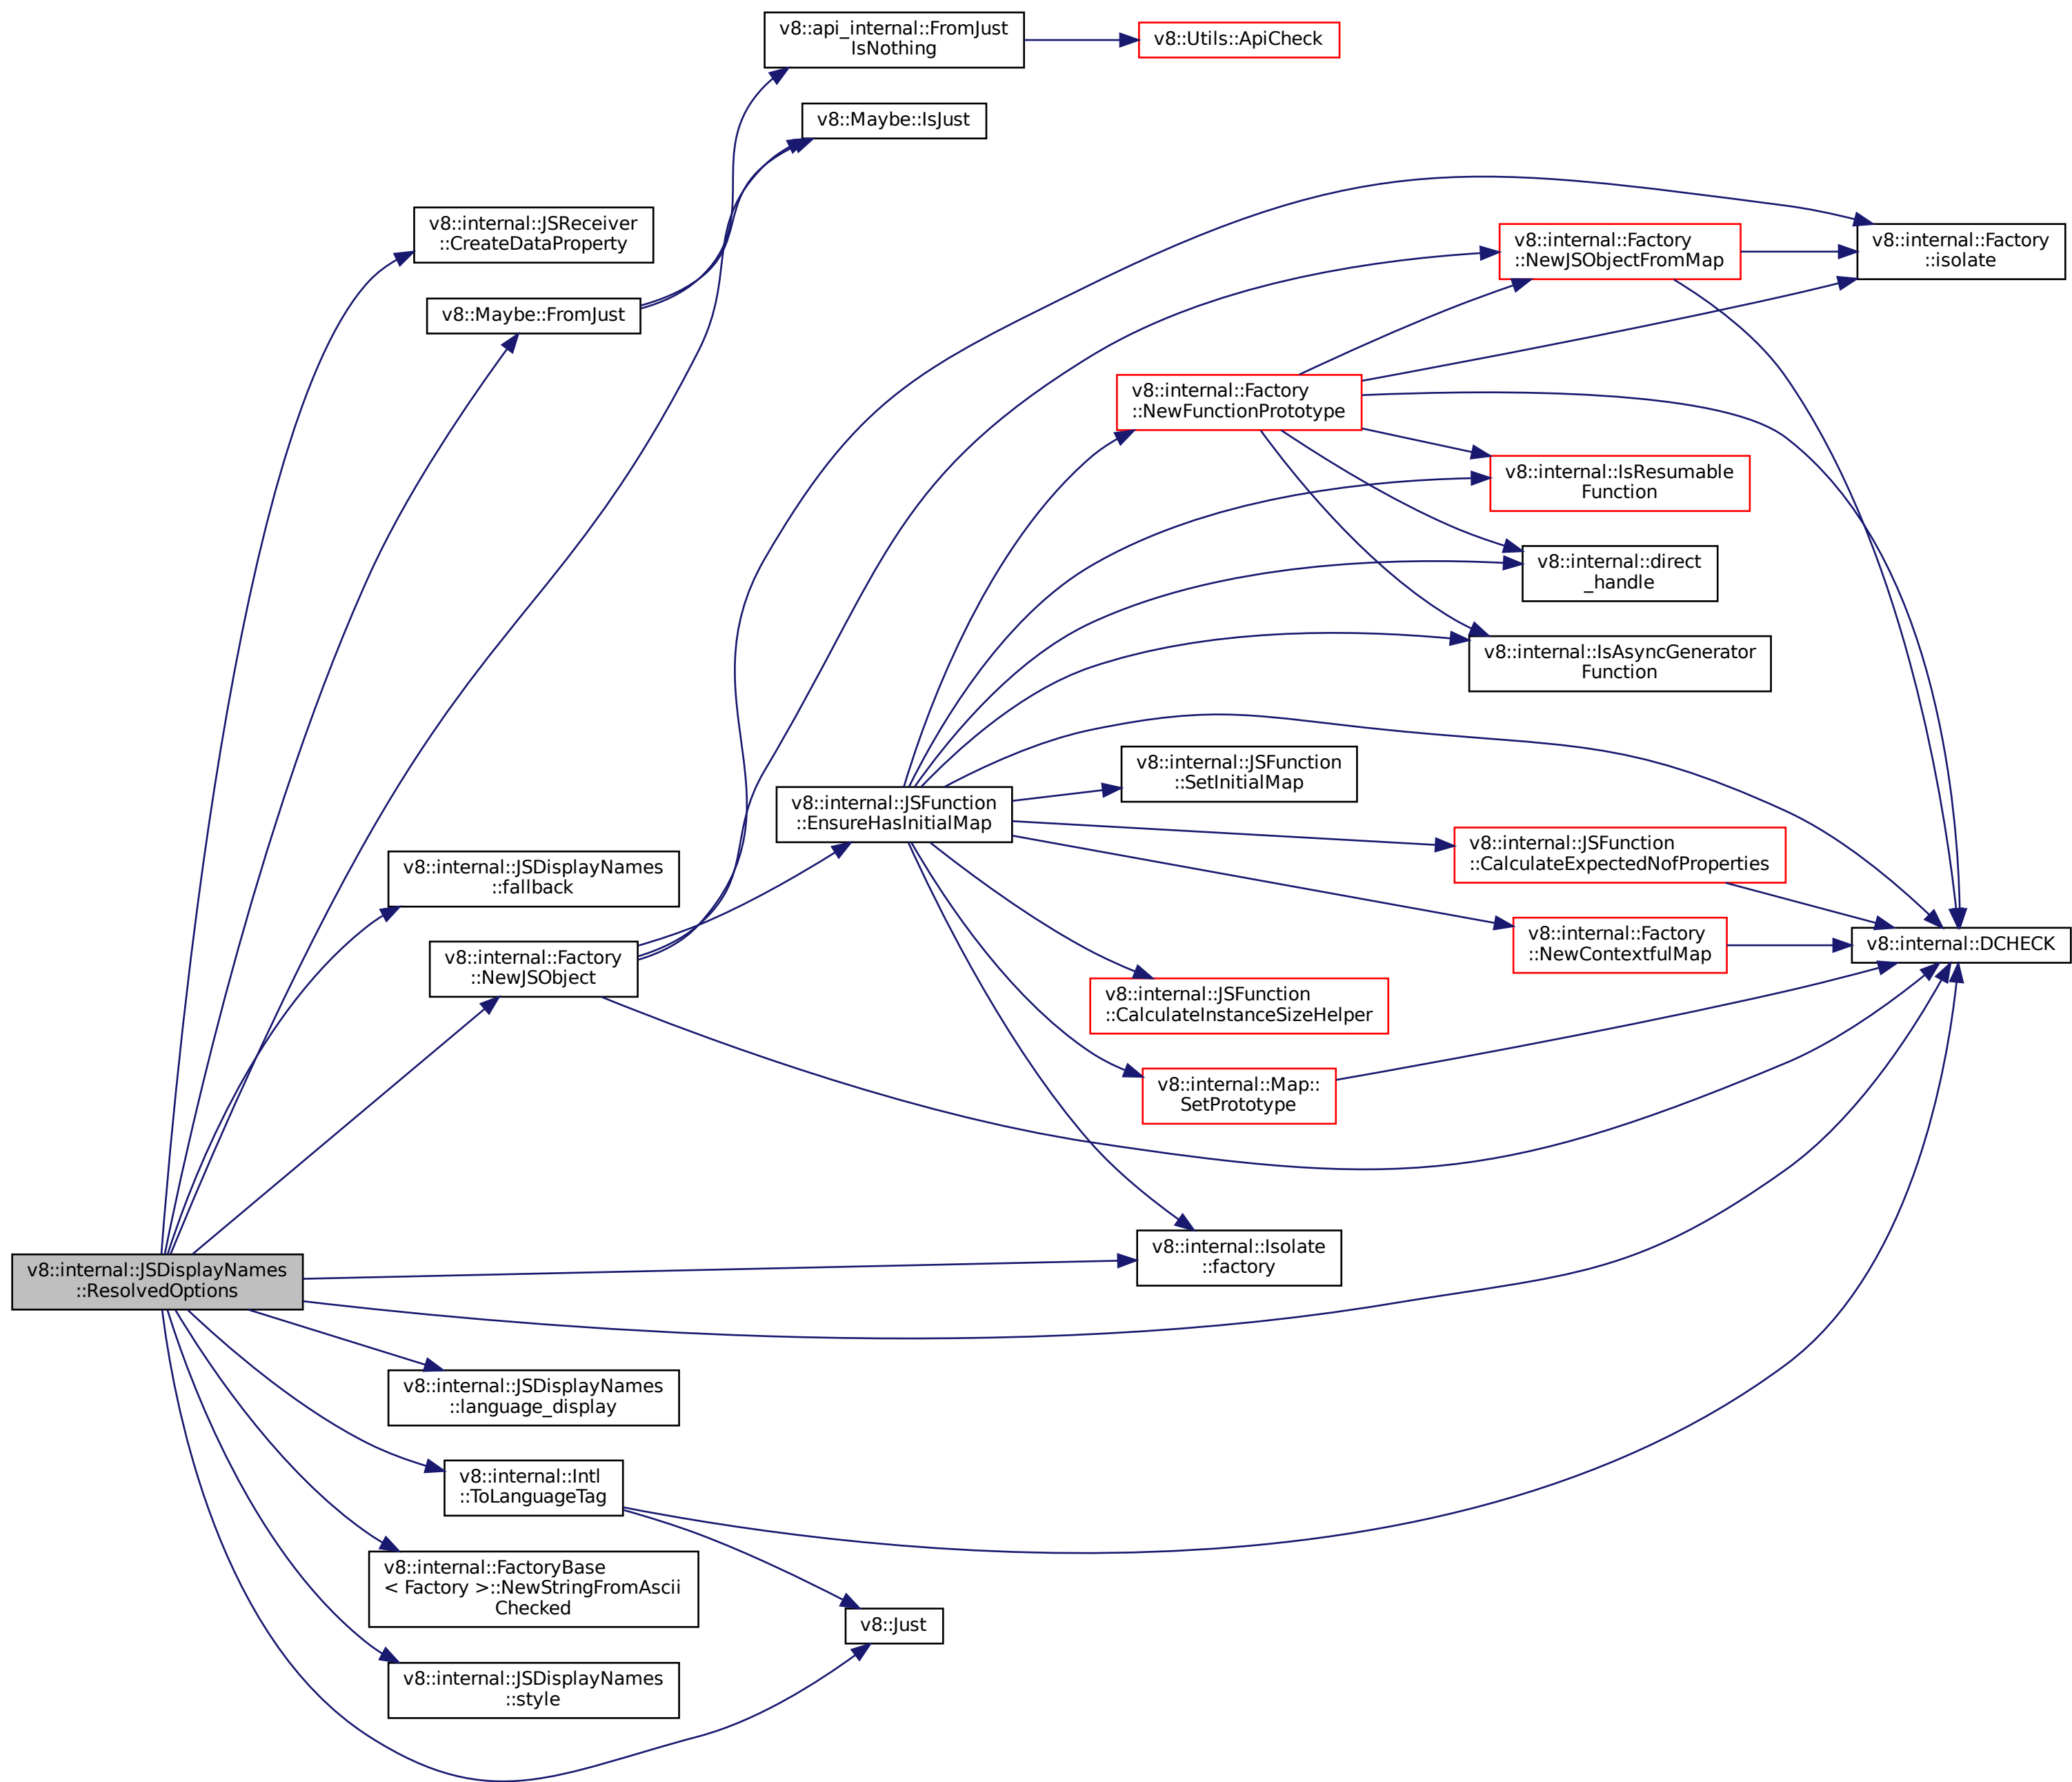 v8::api_internal::FromJust
IsNothing
v8::Utils::ApiCheck
v8::Maybe::IsJust
v8::internal::JSReceiver
::CreateDataProperty
v8::internal::Factory
::NewJSObjectFromMap
v8::internal::Factory
::isolate
v8::Maybe::FromJust
v8::internal::Factory
::NewFunctionPrototype
v8::internal::IsResumable
Function
v8::internal::direct
_handle
v8::internal::IsAsyncGenerator
Function
v8::internal::JSFunction
::SetInitialMap
v8::internal::JSFunction
::EnsureHasInitialMap
v8::internal::JSFunction
::CalculateExpectedNofProperties
v8::internal::JSDisplayNames
::fallback
v8::internal::Factory
::NewJSObject
v8::internal::Factory
::NewContextfulMap
v8::internal::DCHECK
v8::internal::JSFunction
::CalculateInstanceSizeHelper
v8::internal::Map::
SetPrototype
v8::internal::Isolate
::factory
v8::internal::JSDisplayNames
::ResolvedOptions
v8::internal::JSDisplayNames
::language_display
v8::internal::Intl
::ToLanguageTag
v8::internal::FactoryBase
< Factory >::NewStringFromAscii
Checked
v8::Just
v8::internal::JSDisplayNames
::style